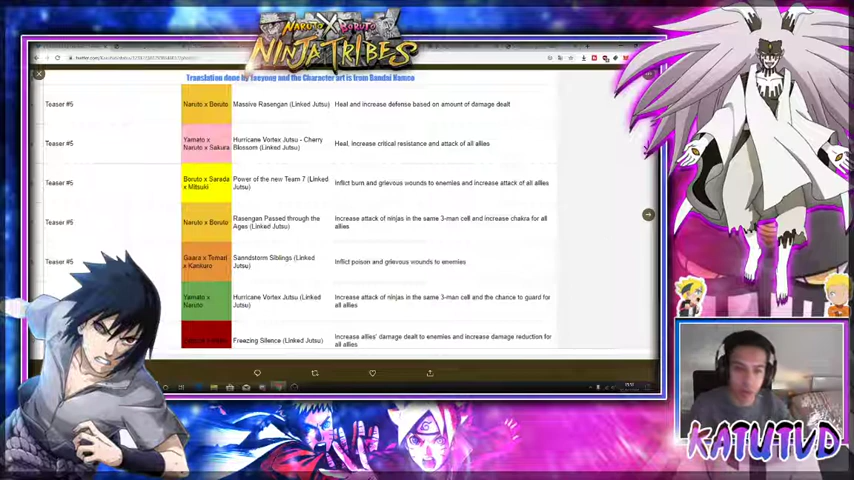 NARUTO X BORUTO
NINJA TRIBES
Translation done by Taeyong and the Character art is from Bandai Namco
Teaser #5
Naruto x Boruto
Massive Rasengan (Linked Jutsu)
Heal and increase defense based on amount of damage dealt
Teaser #5
Yamato x
Naruto x Sakura
Hurricane Vortex Jutsu - Cherry
Blossom (Linked Jutsu)
Heal, increase critical resistance and attack of all allies
Teaser #5
Boruto x Sarada
x Mitsuki
Power of the new Team 7 (Linked
Jutsu)
Inflict burn and grievous wounds to enemies and increase attack of all allies
Teaser #5
Naruto x Boruto
Rasengan Passed through the
Ages (Linked Jutsu)
Increase attack of ninjas in the same 3-man cell and increase chakra for all
allies
Teaser #5
Gaara x Temari
x Kankuro
Sanndstorm Siblings (Linked
Jutsu)
Inflict poison and grievous wounds to enemies
Yamato x
Naruto
Hurricane Vortex Jutsu (Linked
Jutsu)
Increase attack of ninjas in the same 3-man cell and the chance to guard for
all allies
Freezing Silence (Linked Jutsu)
Increase allies' damage dealt to enemies and increase damage reduction for
all allies
KATUTVD